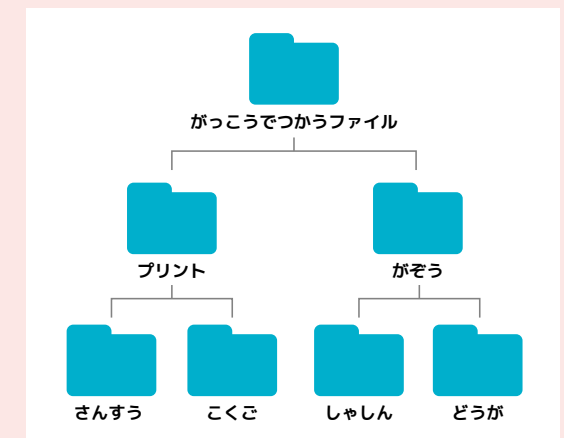 がっこうでつかうファイル
プリント
がぞう
さんすう
こくご
しゃしん
どうが